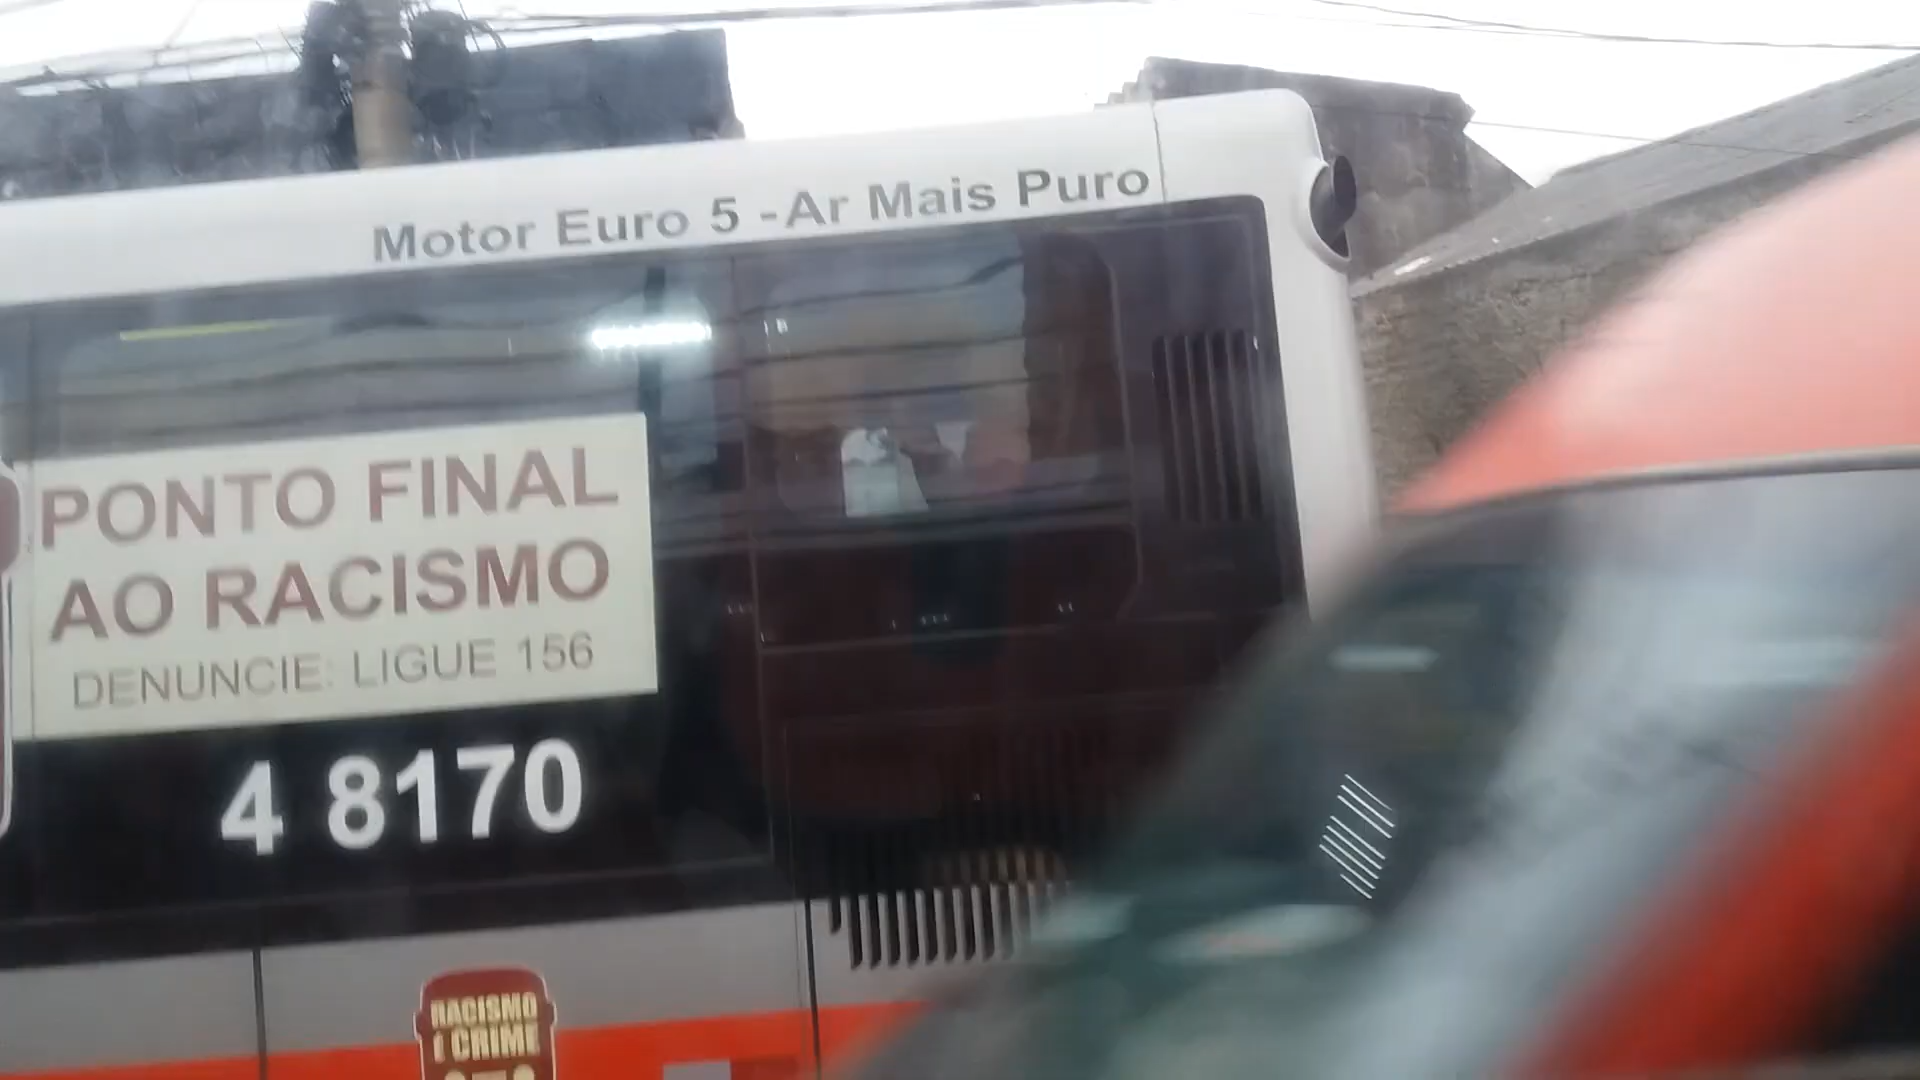 Motor Euro 5 - Ar Mais Puro
PONTO FINAL
AO RACISMO
DENUNCIE: LIGUE 156
4 8170
RACISMO
É CRIME